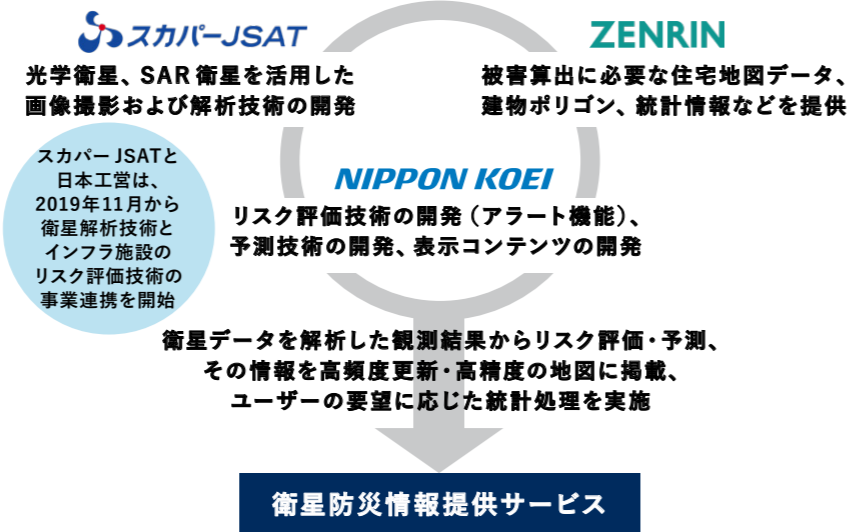 スカパーJSAT
光学衛星、SAR衛星を活用した
画像撮影および解析技術の開発
ZENRIN
被害算出に必要な住宅地図データ、
建物ポリゴン、統計情報などを提供
スカパーJSATと
日本工営は、
2019年11月から
衛星解析技術と
インフラ施設の
リスク評価技術の
事業連携を開始
NIPPON KOEI
リスク評価技術の開発（アラート機能）、
予測技術の開発、表示コンテンツの開発
衛星データを解析した観測結果からリスク評価・予測、
その情報を高頻度更新・高精度の地図に掲載、
ユーザーの要望に応じた統計処理を実施
衛星防災情報提供サービス